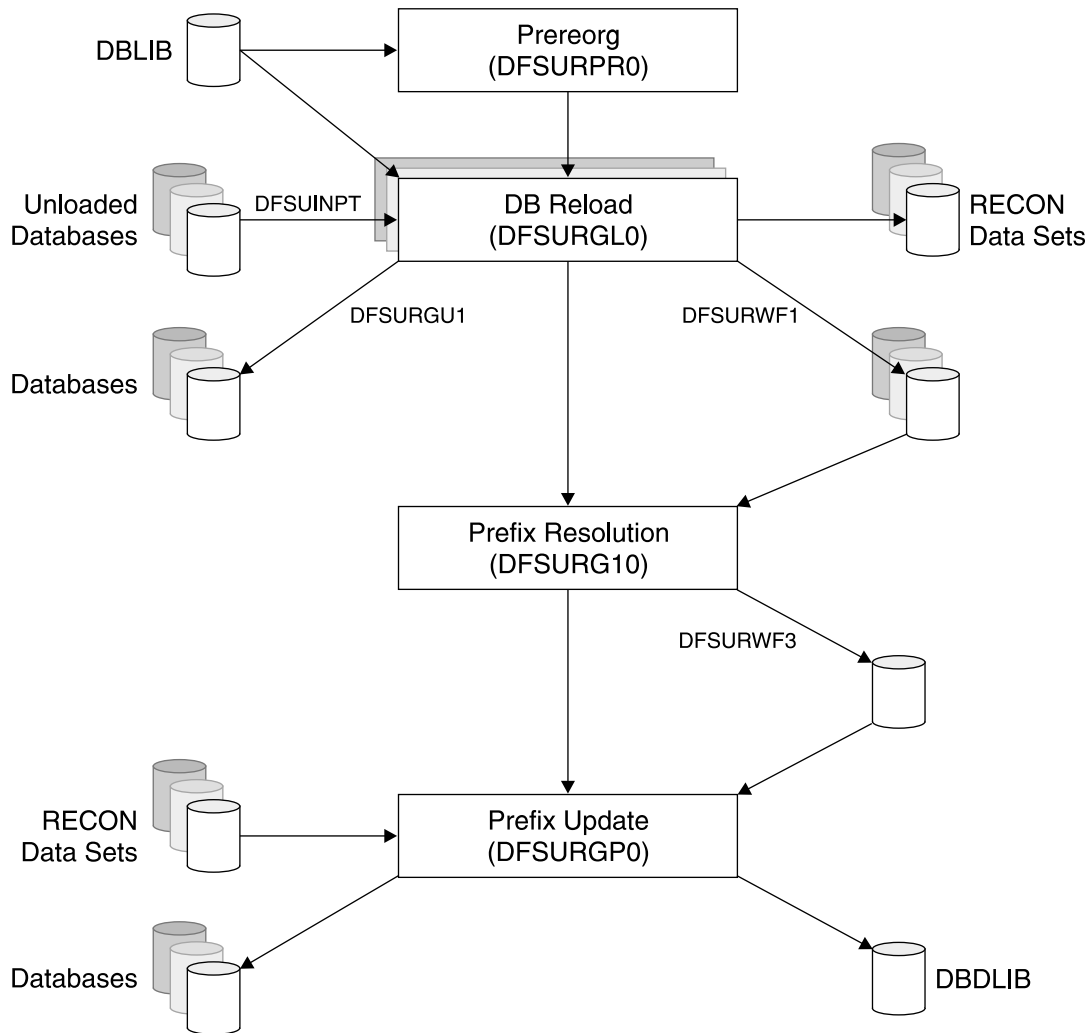 DBLIB
Prereorg
(DFSURPR0)
Unloaded
Databases
DFSUINPT
DB Reload
(DFSURGL0)
RECON
Data Sets
DFSURGU1
DFSURWF1
Databases
Prefix Resolution
(DFSURG10)
DFSURWF3
RECON
Data Sets
Prefix Update
(DFSURGP0)
Databases
DBDLIB